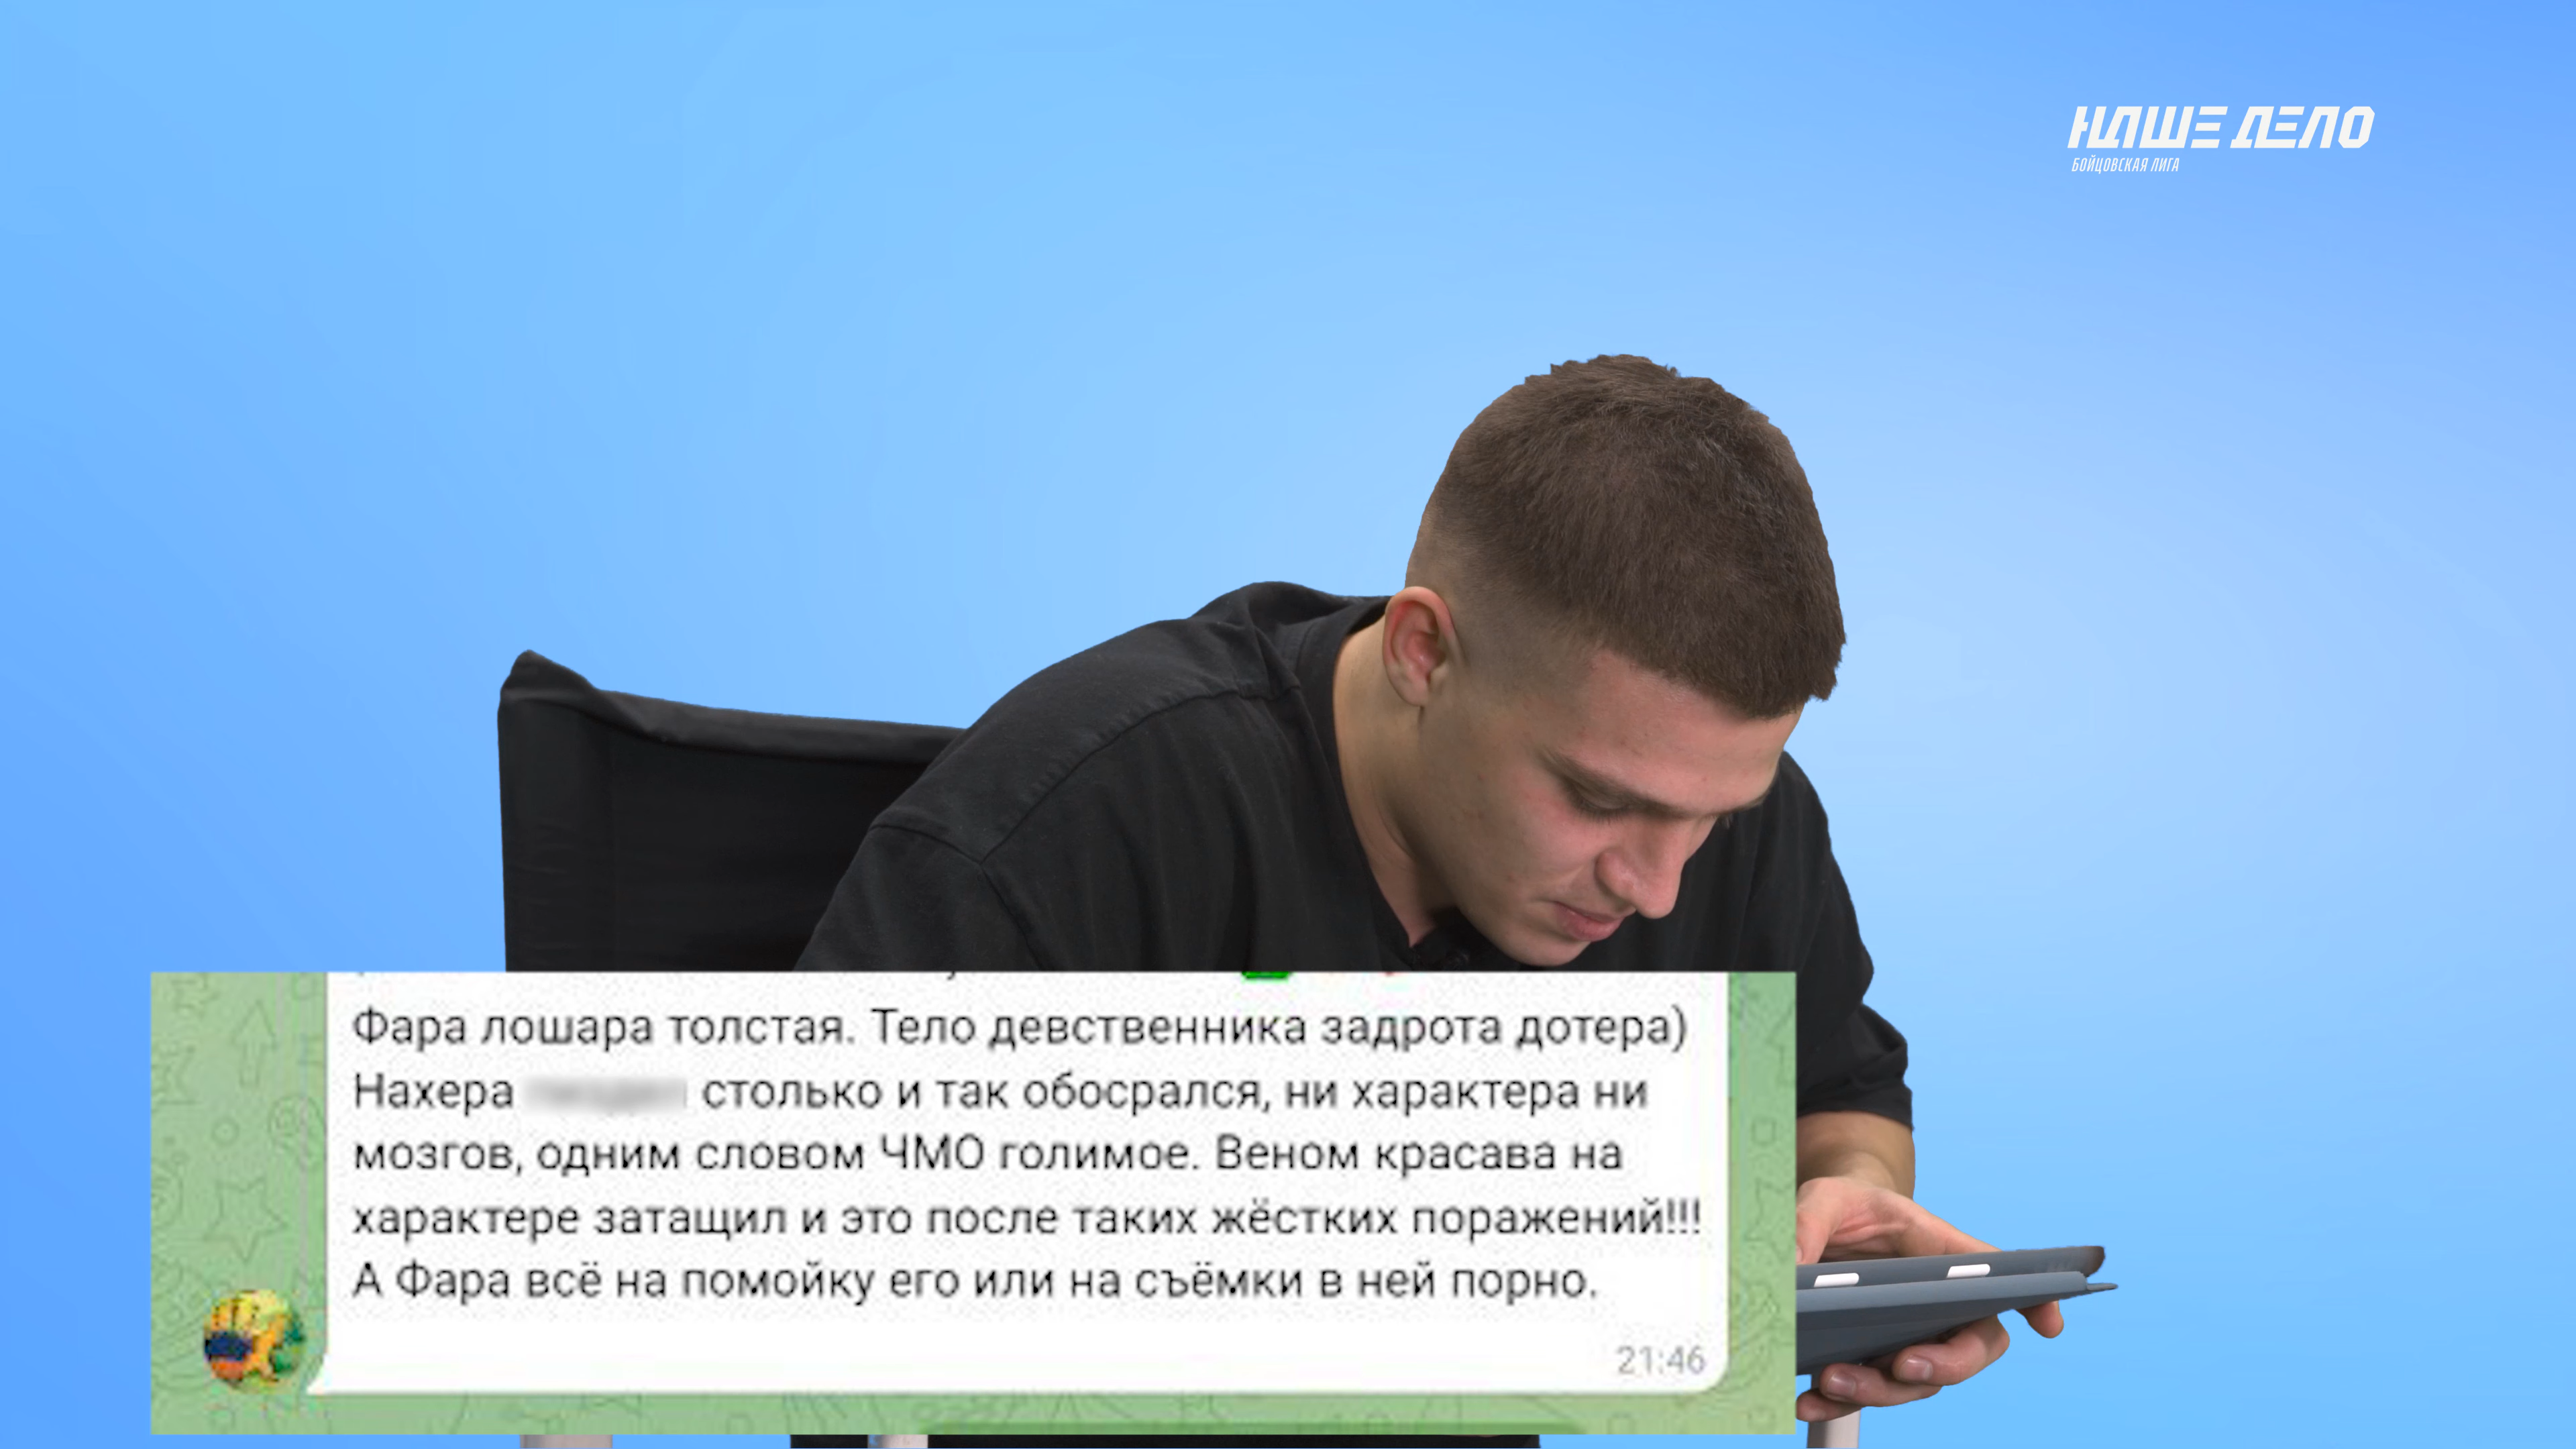 НАШЕ ДЕЛО
БОЙЦОВСКАЯ ЛИГА
Фара лошара толстая. Тело девственника задрота дотера)
Нахера столько и так обосрался, ни характера ни
мозгов, одним словом ЧМО голимое. Веном красава на
характере затащил и это после таких жёстких поражений!!!
А Фара всё на помойку его или на съёмки в ней порно.
21:46